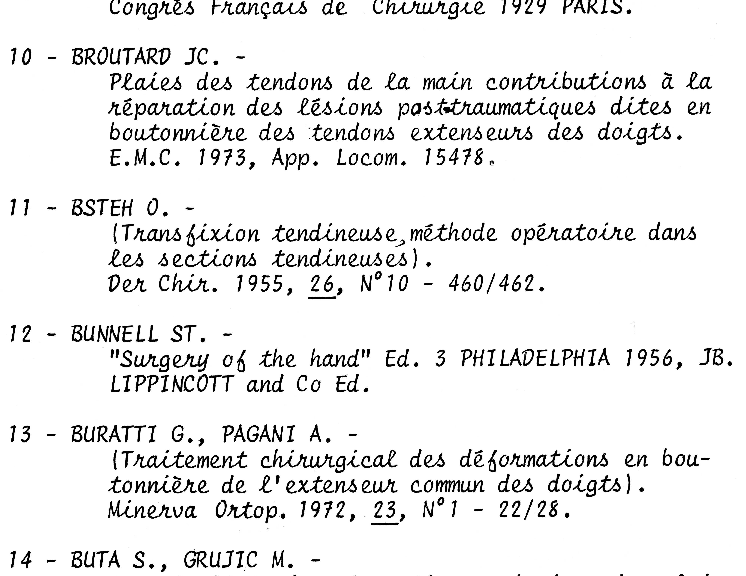 Congrès Français de Chirurgie 1929 PARIS.
10 - BROUTARD JC. -
Plaies des tendons de la main contributions à la
réparation des lésions post-traumatiques dites en
boutonnière des tendons extenseurs des doigts.
E.M.C. 1973, App. Locom. 15478.
11 - BSTEH O. -
(Transfixion tendineuse, méthode opératoire dans
les sections tendineuses).
Der Chir. 1955, 26, N°10 - 460/462.
12 - BUNNELL ST. -
"Surgery of the hand" Ed. 3 PHILADELPHIA 1956, JB.
LIPPINCOTT and Co Ed.
13 - BURATTI G., PAGANI A. -
(Traitement chirurgical des déformations en bou-
tonnière de l'extenseur commun des doigts).
Minerva Ortop. 1972, 23, N°1 - 22/28.
14 - BUTA S., GRUJIC M. -